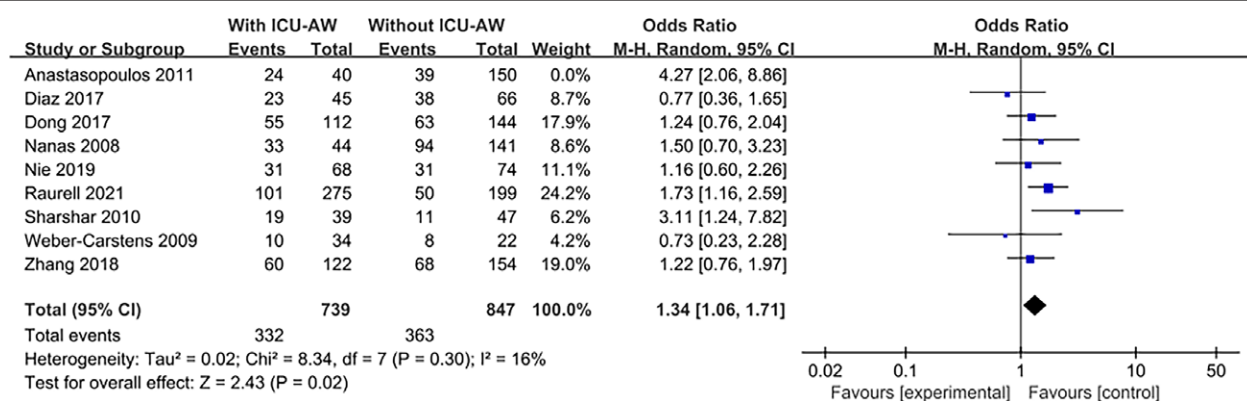 With ICU-AW Without ICU-AW Odds Ratio Odds Ratio
Study or Subgroup Events Total Events Total Weight M-H, Random, 95% CI M-H, Random, 95% CI
Anastasopoulos 2011 24 40 39 150 0.0% 4.27 [2.06, 8.86]
Diaz 2017 23 45 38 66 8.7% 0.77 [0.36, 1.65]
Dong 2017 55 112 63 144 17.9% 1.24 [0.76, 2.04]
Nanas 2008 33 44 94 141 8.6% 1.50 [0.70, 3.23]
Nie 2019 31 68 31 74 11.1% 1.16 [0.60, 2.26]
Raurell 2021 101 275 50 199 24.2% 1.73 [1.16, 2.59]
Sharshar 2010 19 39 11 47 6.2% 3.11 [1.24, 7.82]
Weber-Carstens 2009 10 34 8 22 4.2% 0.73 [0.23, 2.28]
Zhang 2018 60 122 68 154 19.0% 1.22 [0.76, 1.97]
Total (95% CI) 739 847 100.0% 1.34 [1.06, 1.71]
Total events 332 363
Heterogeneity: Tau² = 0.02; Chi² = 8.34, df = 7 (P = 0.30); I² = 16%
Test for overall effect: Z = 2.43 (P = 0.02)
0.02 0.1 1 10 50
Favours [experimental] Favours [control]